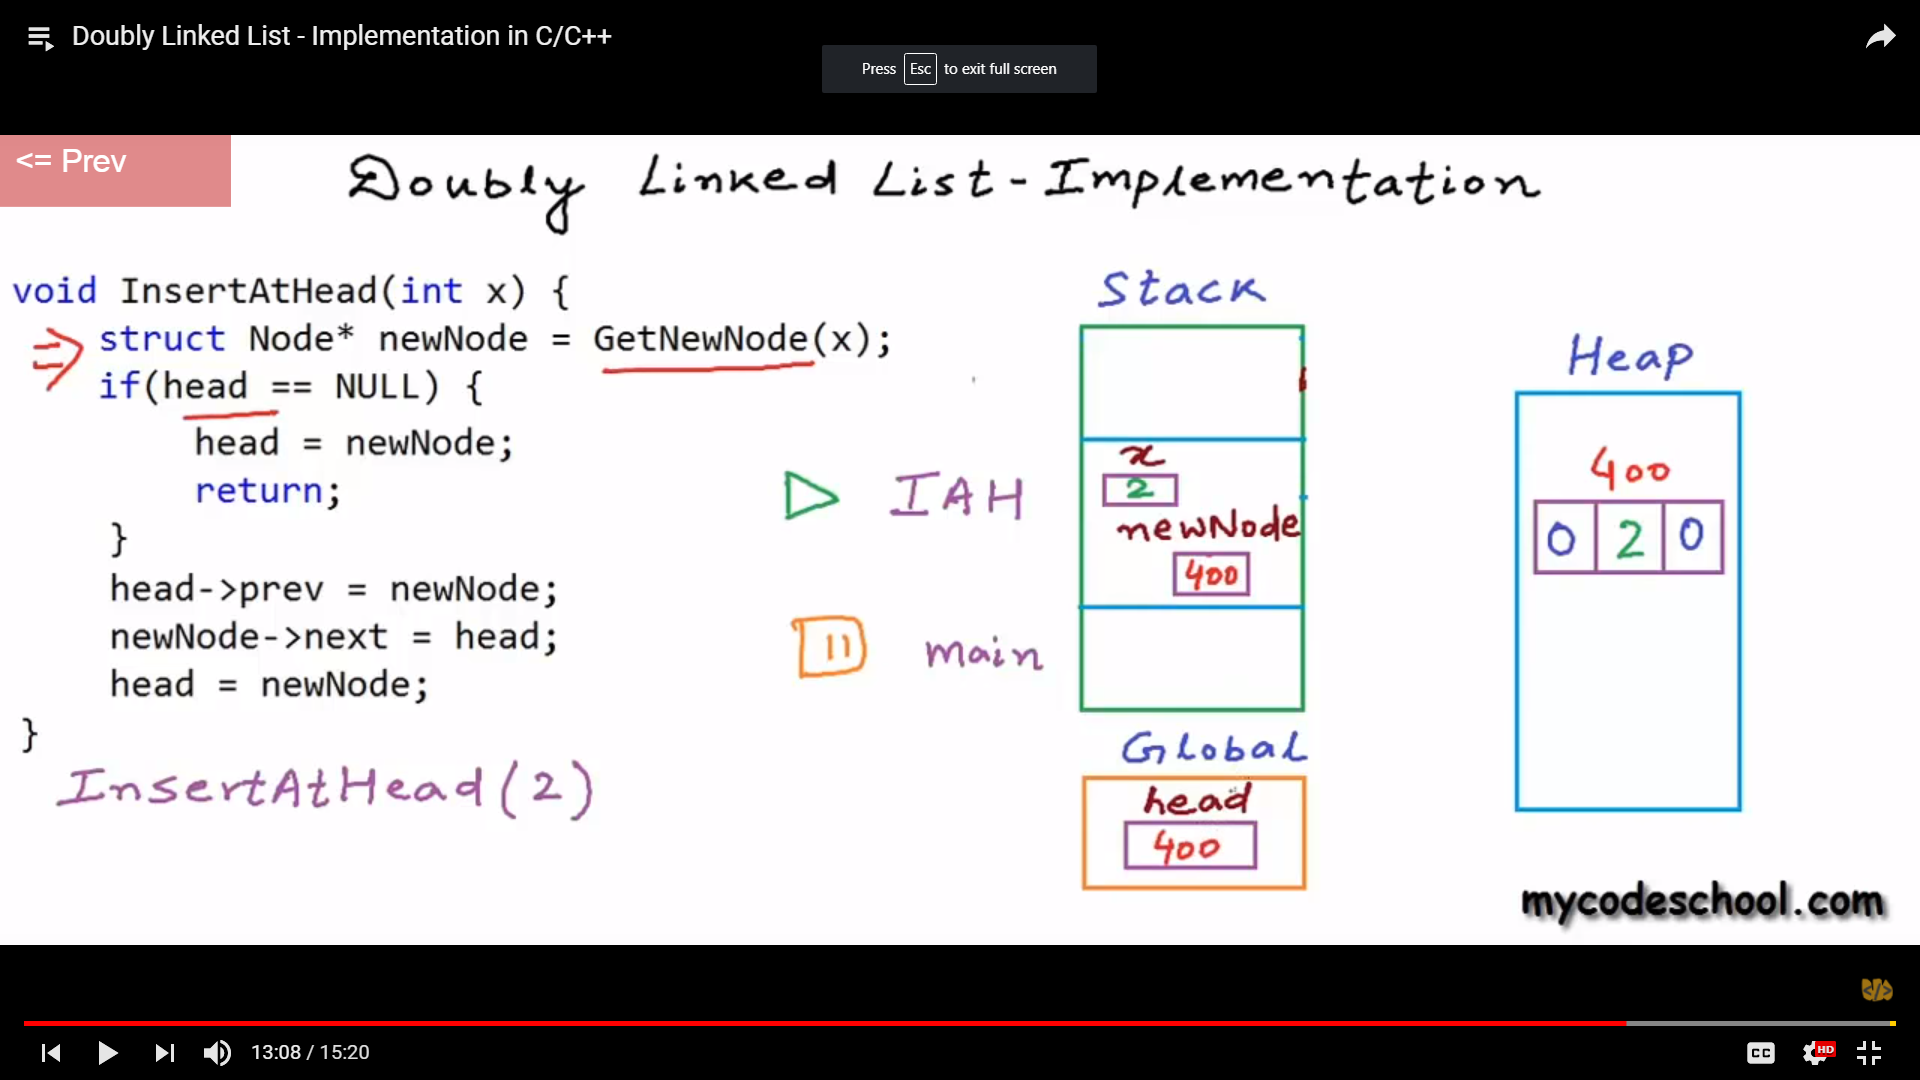 Doubly Linked List - Implementation in C/C++
Press Esc to exit full screen
<= Prev
Doubly Linked List - Implementation
void InsertAtHead(int x) {
struct Node* newNode = GetNewNode(x);
if(head == NULL) {
head = newNode;
return;
}
head->prev = newNode;
newNode->next = head;
head = newNode;
}
InsertAtHead(2)
Stack
x
2
IAH
newNode
400
main
Global
head
400
Heap
400
0 2 0
mycodeschool.com
</>
13:08 / 15:20
CC
HD